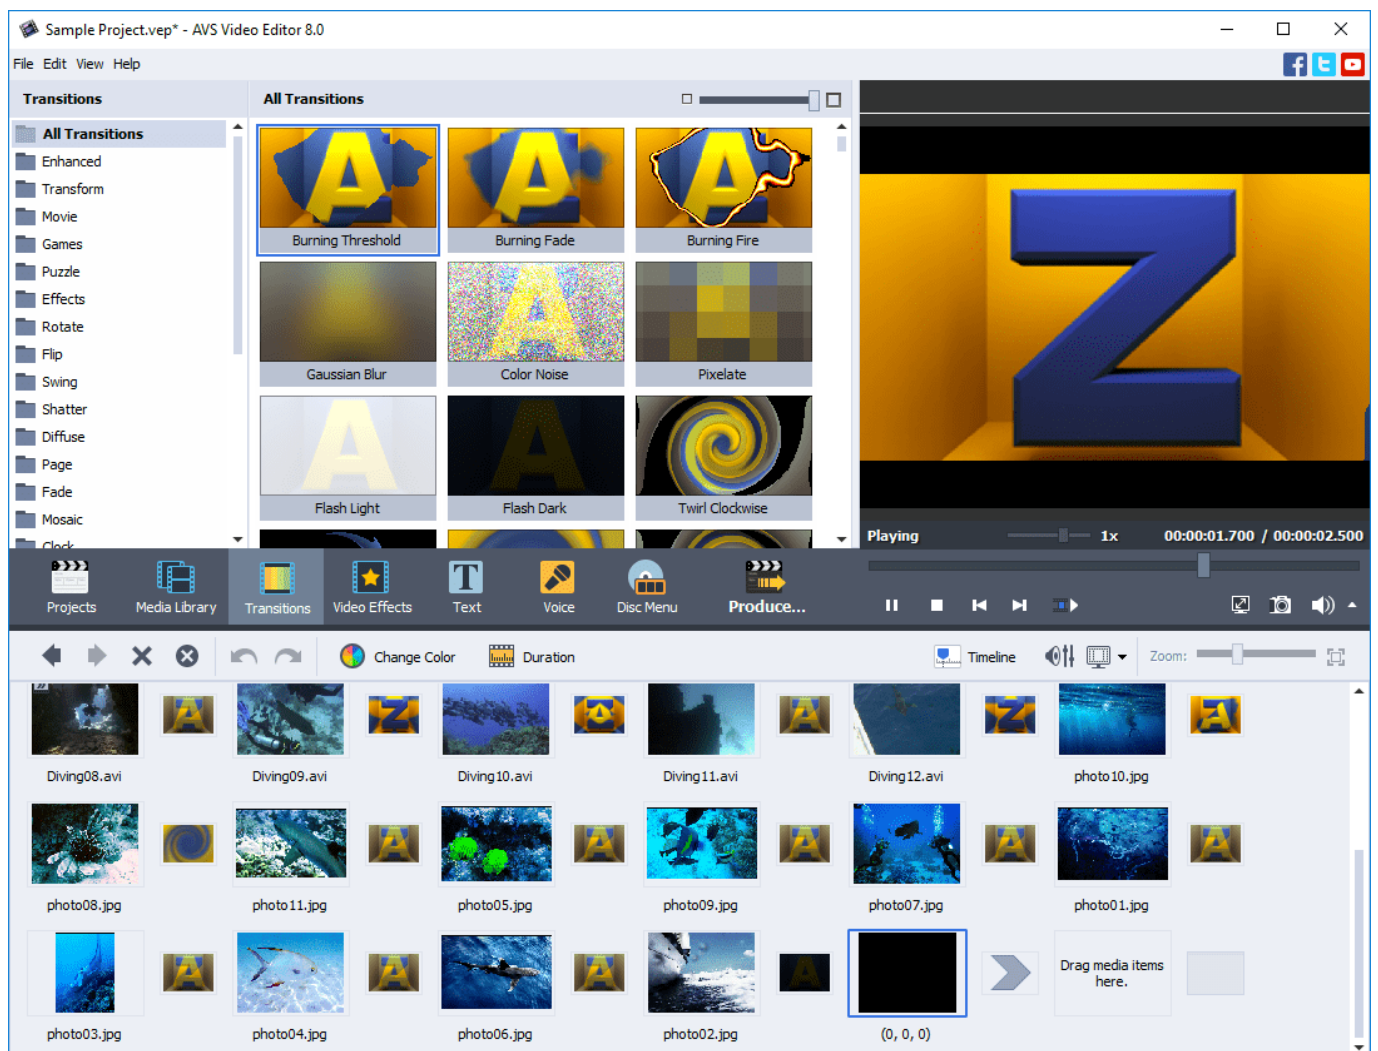 Sample Project.vep* - AVS Video Editor 8.0
File Edit View Help
Transitions
All Transitions
Enhanced
Transform
Movie
Games
Puzzle
Effects
Rotate
Flip
Swing
Shatter
Diffuse
Page
Fade
Mosaic
Clock
All Transitions
Burning Threshold Burning Fade Burning Fire
Gaussian Blur Color Noise Pixelate
Flash Light Flash Dark Twirl Clockwise
Playing 1x 00:00:01.700 / 00:00:02.500
Projects Media Library Transitions Video Effects Text Voice Disc Menu Produce...
Change Color Duration Timeline Zoom:
Diving08.avi Diving09.avi Diving10.avi Diving11.avi Diving12.avi photo10.jpg
photo08.jpg photo11.jpg photo05.jpg photo09.jpg photo07.jpg photo01.jpg
Drag media items
here.
photo03.jpg photo04.jpg photo06.jpg photo02.jpg (0, 0, 0)